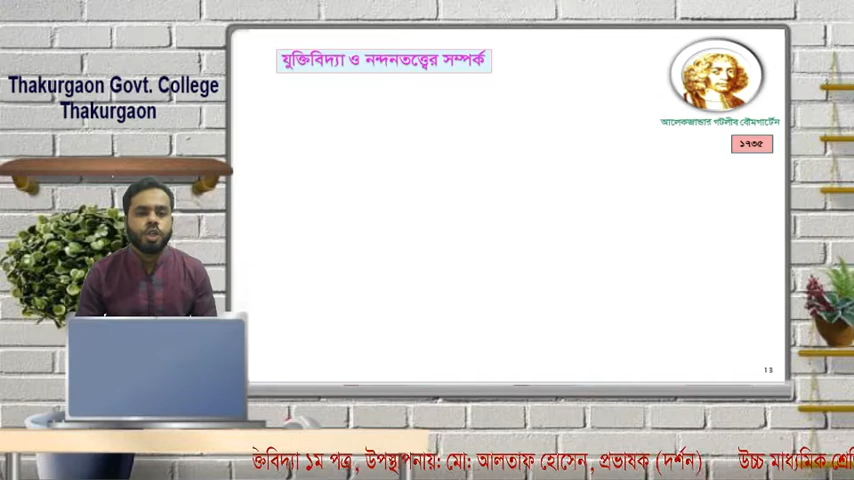 Thakurgaon Govt. College
Thakurgaon
যুক্তিবিদ্যা ও নন্দনতত্ত্বের সম্পর্ক
আলেকজান্ডার গটলীব বৌমগার্টেন
১৭৩৫
13
ক্তবিদ্যা ১ম পত্র, উপস্থাপনায়: মো: আলতাফ হোসেন, প্রভাষক (দর্শন) উচ্চ মাধ্যমিক শ্রেণি